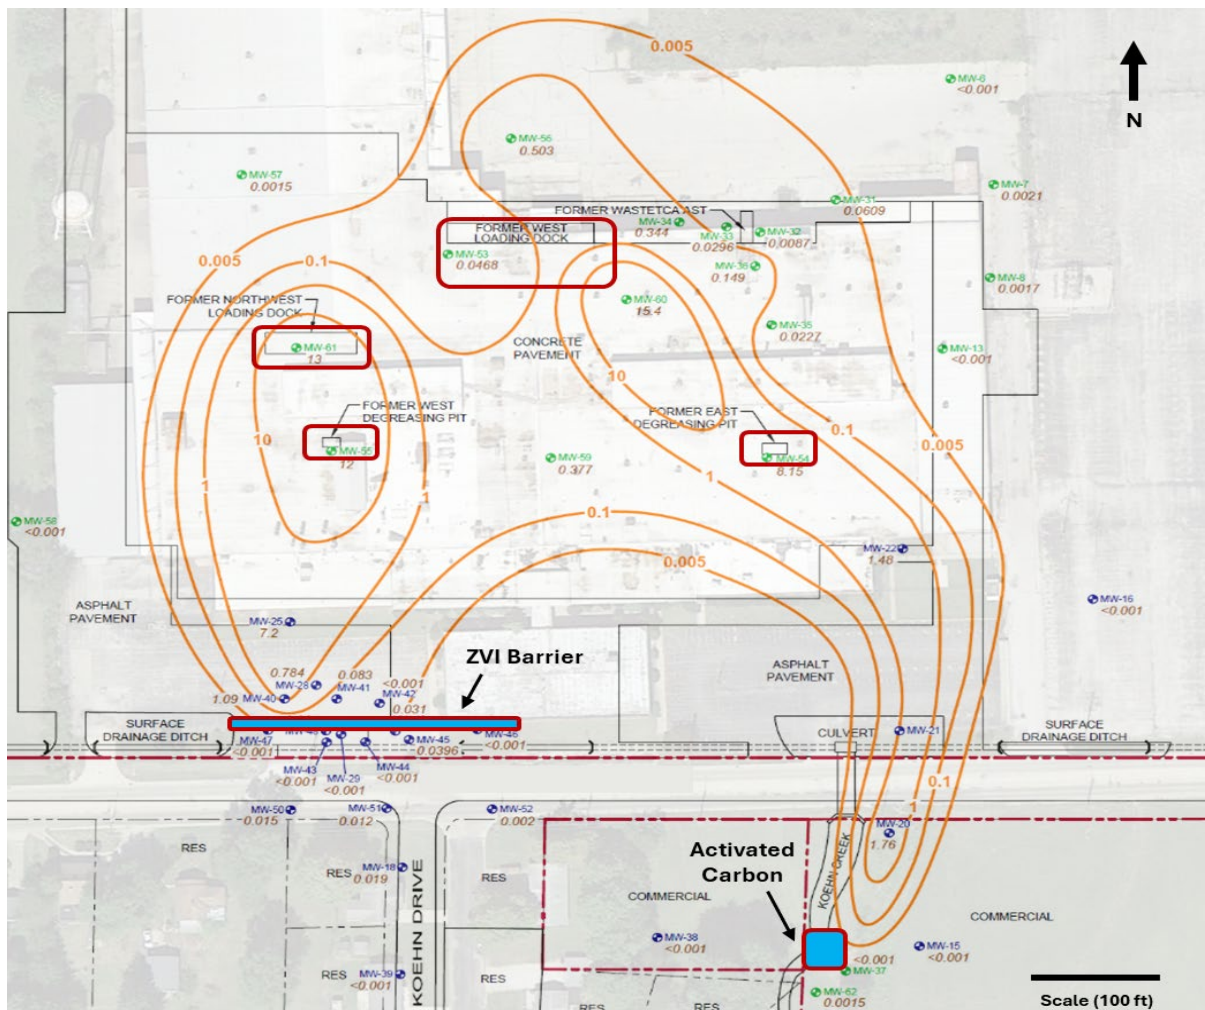 0.005
MW-6
<0.001
N
MW-56
0.503
MW-57
0.0015
MW-7
0.0021
MW-31
0.0609
FORMER WASTETCA AST
MW-34
0.344
MW-33
0.0296
MW-32
0.0087
FORMER WEST
LOADING DOCK
MW-53
0.0468
0.005
0.1
0.149
MW-8
0.0017
FORMER NORTHWEST
LOADING DOCK
MW-60
15.4
MW-61
13
CONCRETE
PAVEMENT
0.0227
MW-13
<0.001
10
FORMER WEST
DEGREASING PIT
FORMER EAST
DEGREASING PIT
0.1
0.005
10
MW-55
12
MW-59
0.377
MW-54
8.15
1
1
1
0.1
MW-58
<0.001
0.005
MW-22
1.48
ASPHALT
PAVEMENT
MW-16
<0.001
MW-25
7.2
ZVI Barrier
ASPHALT
PAVEMENT
0.784
0.083
<0.001
MW-28
MW-41
MW-42
1.09
MW-40
0.031
SURFACE
DRAINAGE DITCH
MW-47
<0.001
MW-45
0.0396
MW-46
<0.001
CULVERT
MW-21
SURFACE
DRAINAGE DITCH
MW-43
<0.001
MW-29
<0.001
MW-44
<0.001
0.1
1
MW-50
0.015
MW-51
0.012
MW-52
0.002
MW-20
1.76
RES
RES
MW-18
0.019
RES
Activated
Carbon
KOEHN CREEK
COMMERCIAL
COMMERCIAL
KOEHN DRIVE
MW-38
<0.001
MW-15
<0.001
<0.001
MW-37
RES
MW-39
<0.001
RES
MW-62
0.0015
RES
RES
Scale (100 ft)